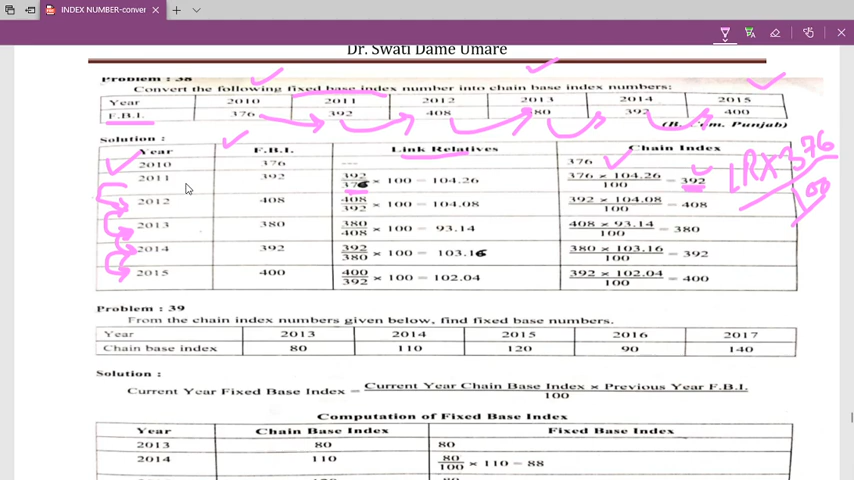 INDEX NUMBER-conver
Dr. Swati Dame Umare
Problem : 38
Convert the following fixed base index number into chain base index numbers:
Year 2010 2011 2012 2013 2014 2015
F.B.I. 376 392 408 380 392 400
Punjab)
Solution :
Year F.B.I. Link Relatives Chain Index
2010 376 --- 376
2011 392 392/376 × 100 = 104.26 376 × 104.26/100 = 392
LRX376/100
2012 408 408/392 × 100 = 104.08 392 × 104.08/100 = 408
2013 380 380/408 × 100 = 93.14 408 × 93.14/100 = 380
2014 392 392/380 × 100 = 103.16 380 × 103.16/100 = 392
2015 400 400/392 × 100 = 102.04 392 × 102.04/100 = 400
Problem : 39
From the chain index numbers given below, find fixed base numbers.
Year 2013 2014 2015 2016 2017
Chain base index 80 110 120 90 140
Solution :
Current Year Fixed Base Index = Current Year Chain Base Index × Previous Year F.B.I./100
Computation of Fixed Base Index
Year Chain Base Index Fixed Base Index
2013 80 80
2014 110 80/100 × 110 = 88